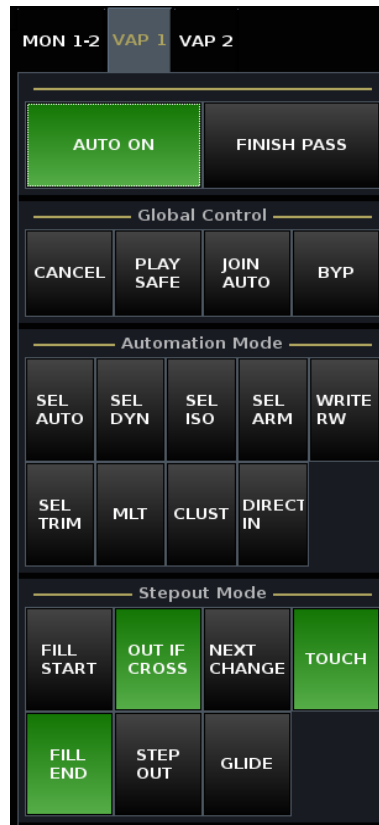 MON 1-2 VAP 1 VAP 2
AUTO ON FINISH PASS
Global Control
CANCEL PLAY SAFE JOIN AUTO BYP
Automation Mode
SEL AUTO SEL DYN SEL ISO SEL ARM WRITE RW
SEL TRIM MLT CLUST DIRECT IN
Stepout Mode
FILL START OUT IF CROSS NEXT CHANGE TOUCH
FILL END STEP OUT GLIDE